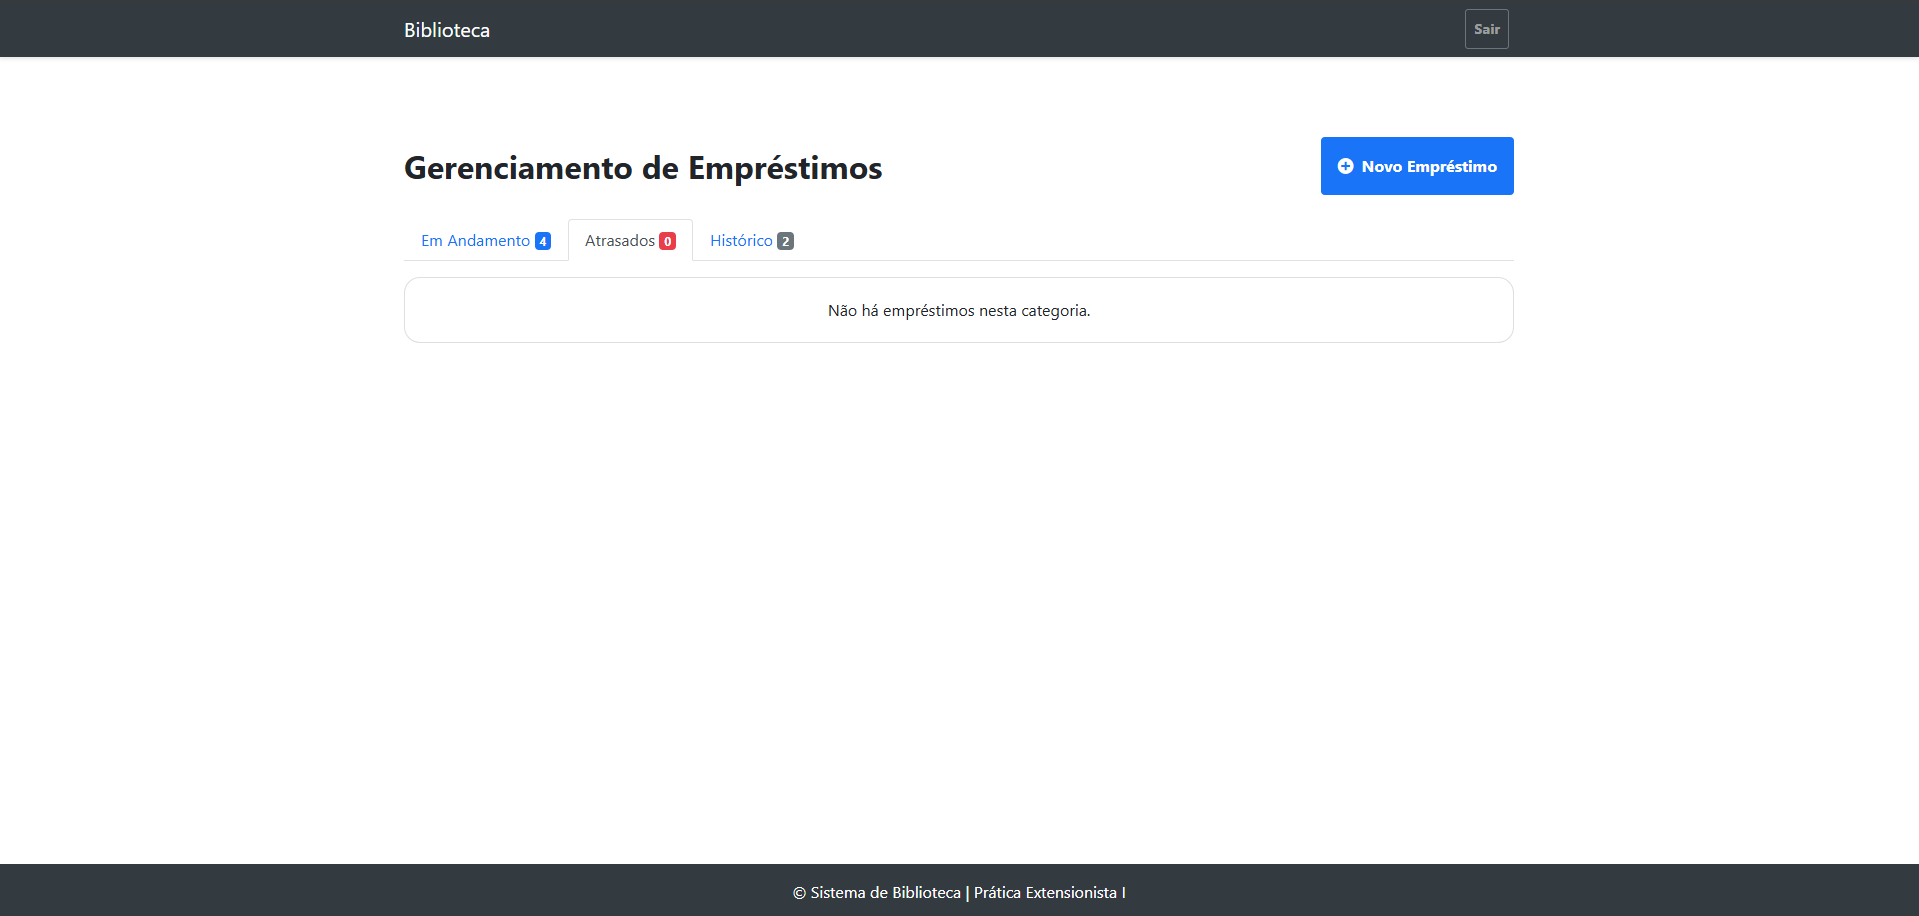 Biblioteca
Sair
Gerenciamento de Empréstimos
Novo Empréstimo
Em Andamento 4
Atrasados 0
Histórico 2
Não há empréstimos nesta categoria.
© Sistema de Biblioteca | Prática Extensionista I